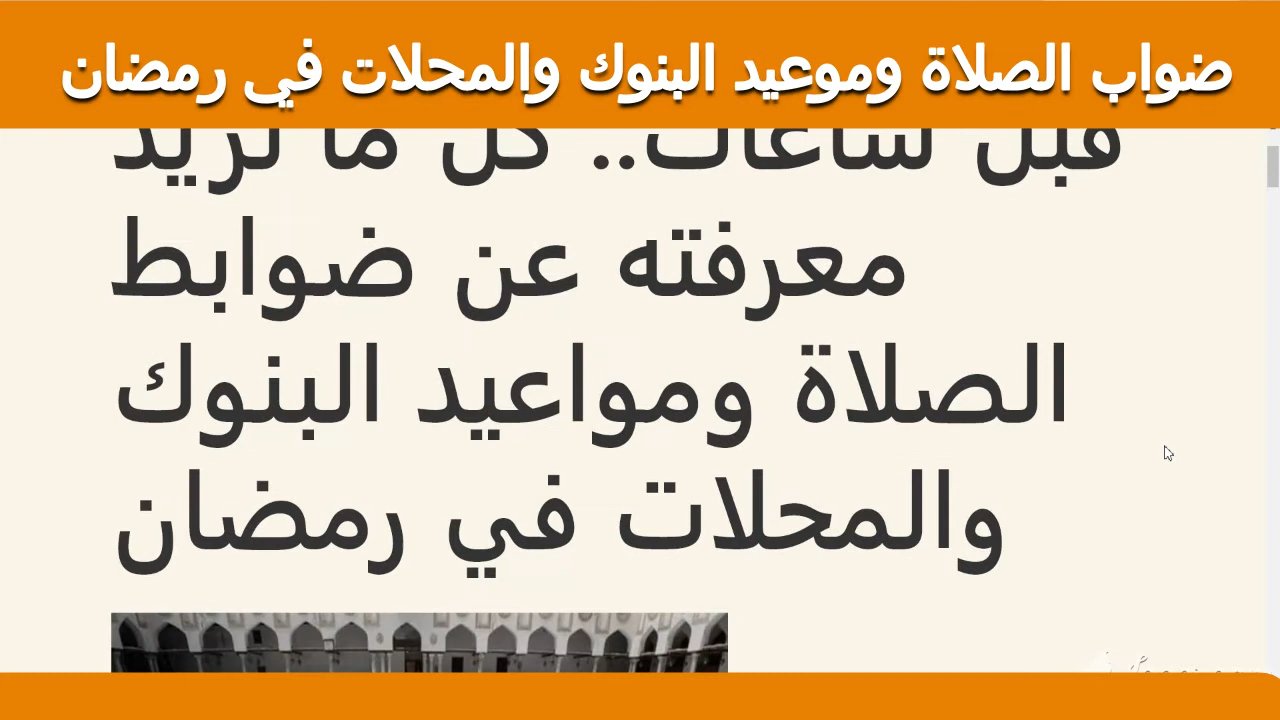 ضواب الصلاة وموعيد البنوك والمحلات في رمضان
قبل ساعات.. كل ما تريد
معرفته عن ضوابط
الصلاة ومواعيد البنوك
والمحلات في رمضان